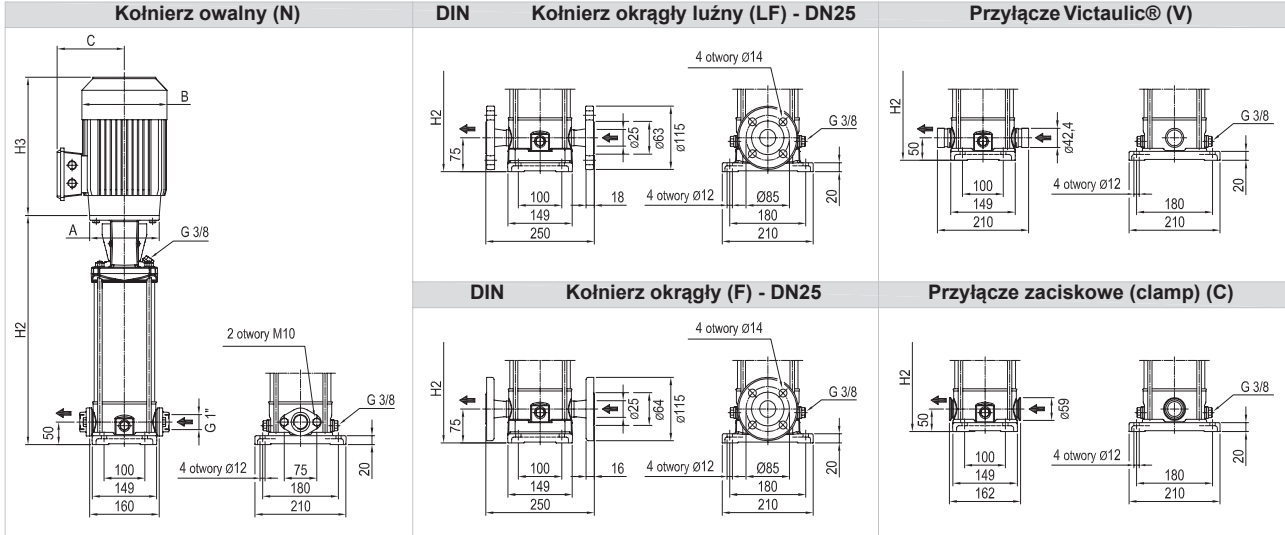 Kołnierz owalny (N)
C
B
H3
A
G 3/8
H2
2 otwory M10
G 3/8
G 1"
50
20
100
4 otwory Ø12
75
149
180
160
210
DIN Kołnierz okrągły luźny (LF) - DN25
4 otwory Ø14
H2
G 3/8
75
ø25
ø63
ø115
20
100
18
4 otwory Ø12
Ø85
149
180
250
210
Przyłącze Victaulic® (V)
H2
G 3/8
50
ø42,4
20
100
4 otwory Ø12
149
180
210
210
DIN Kołnierz okrągły (F) - DN25
4 otwory Ø14
H2
G 3/8
75
ø25
ø64
ø115
20
100
16
4 otwory Ø12
Ø85
149
180
250
210
Przyłącze zaciskowe (clamp) (C)
H2
G 3/8
50
ø59
20
100
4 otwory Ø12
149
180
162
210